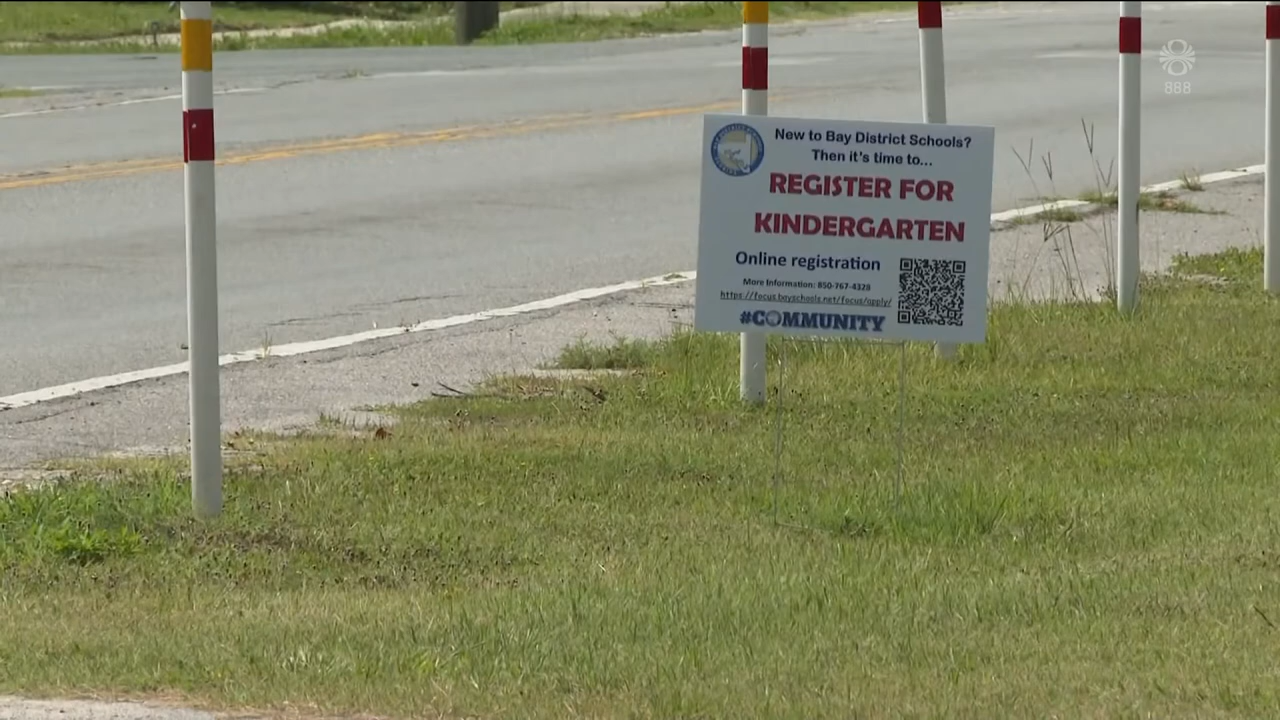 888
New to Bay District Schools?
Then it's time to...
REGISTER FOR
KINDERGARTEN
Online registration
More Information: 850-767-4328
https://focus.bayschools.net/focus/apply/
#COMMUNITY